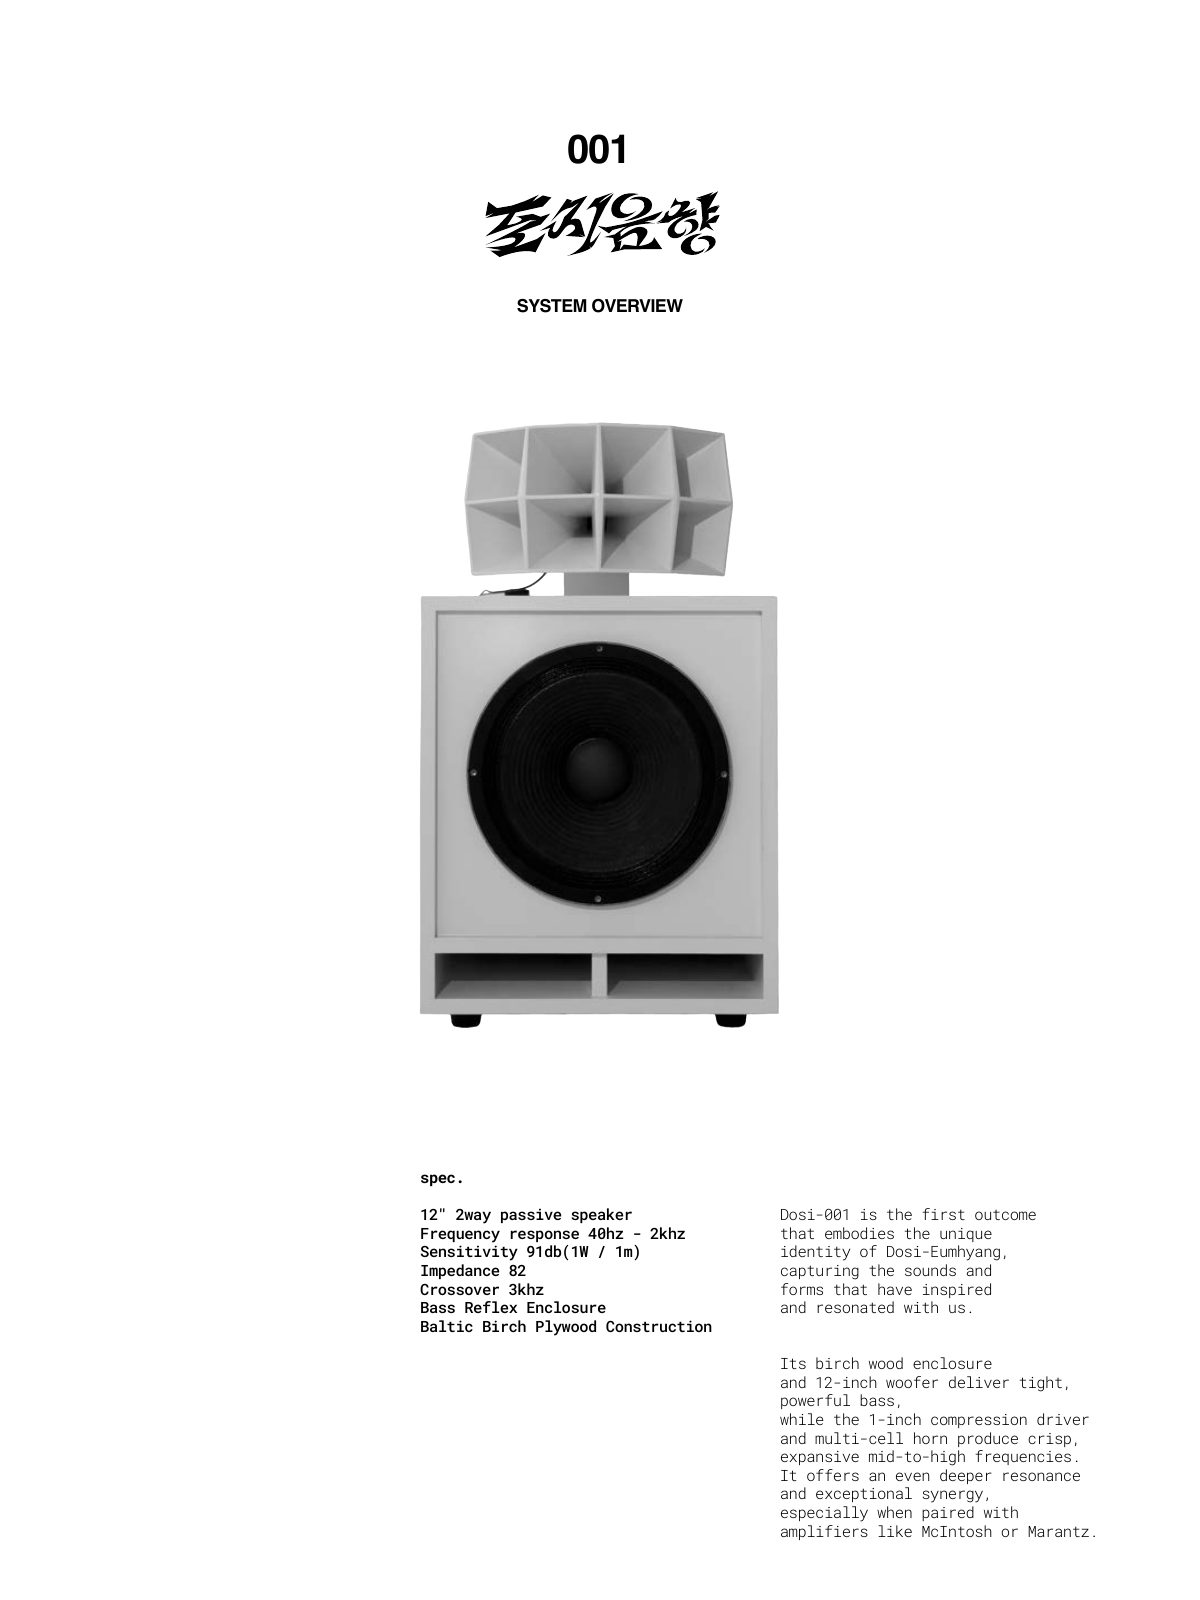 001
도시음향
SYSTEM OVERVIEW
spec.
12" 2way passive speaker
Frequency response 40hz - 2khz
Sensitivity 91db(1W / 1m)
Impedance 82
Crossover 3khz
Bass Reflex Enclosure
Baltic Birch Plywood Construction
Dosi-001 is the first outcome
that embodies the unique
identity of Dosi-Eumhyang,
capturing the sounds and
forms that have inspired
and resonated with us.
Its birch wood enclosure
and 12-inch woofer deliver tight,
powerful bass,
while the 1-inch compression driver
and multi-cell horn produce crisp,
expansive mid-to-high frequencies.
It offers an even deeper resonance
and exceptional synergy,
especially when paired with
amplifiers like McIntosh or Marantz.